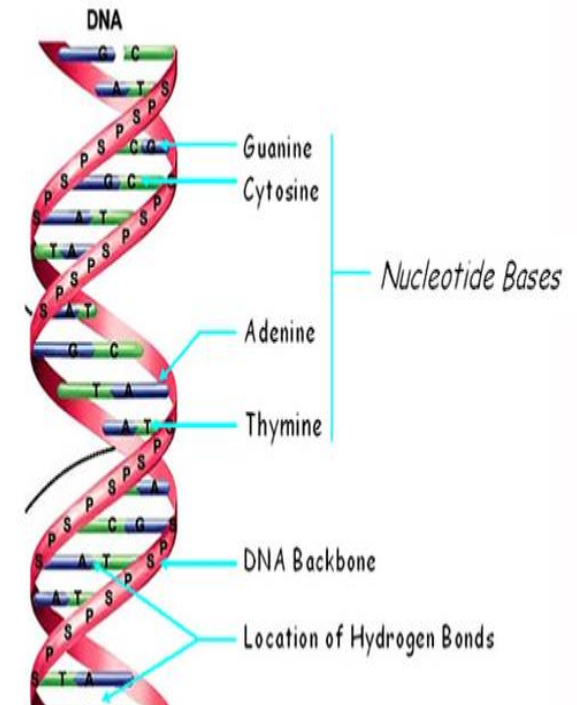 DNA
G C
A T S
P
S
P
S C G Guanine
P
S G C Cytosine
P P
S A T S
P
T A S
P
S Nucleotide Bases
P
S A T
Adenine
G C
T A
A T S Thymine
P
S
P
S A
P
S C G S
P P
S A T S DNA Backbone
P
A T S
P
S Location of Hydrogen Bonds
P
S T A